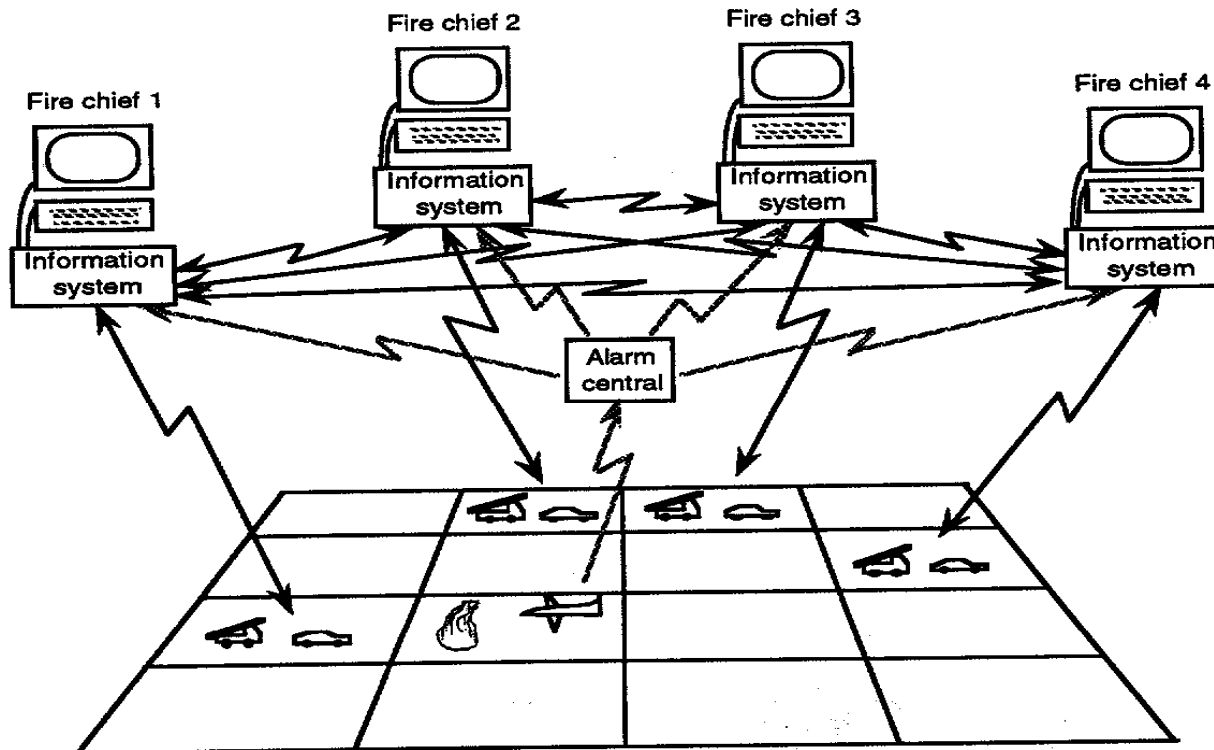 Fire chief 1
Fire chief 2
Fire chief 3
Fire chief 4
Information
system
Information
system
Information
system
Information
system
Alarm
central